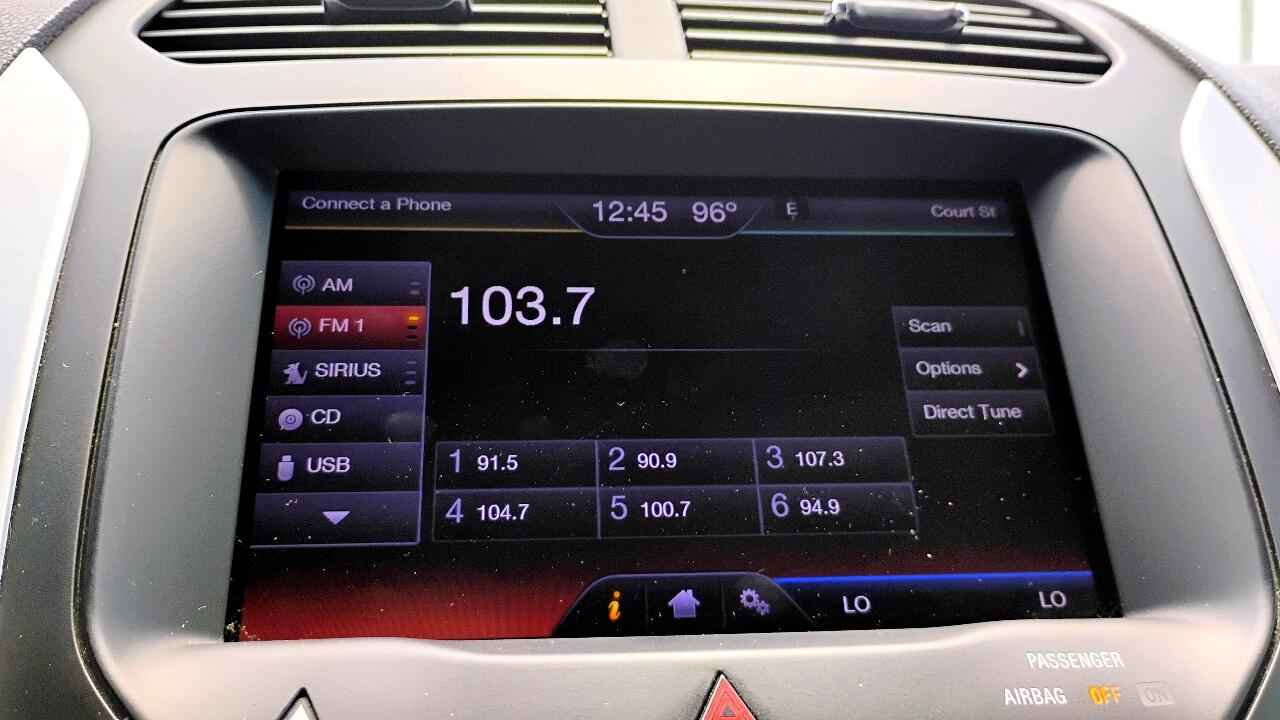 Connect a Phone 12:45 96° E Court St
AM
FM 1
SIRIUS
CD
USB
103.7
Scan
Options
Direct Tune
1 91.5 2 90.9 3 107.3
4 104.7 5 100.7 6 94.9
i LO LO
PASSENGER
AIRBAG OFF ON